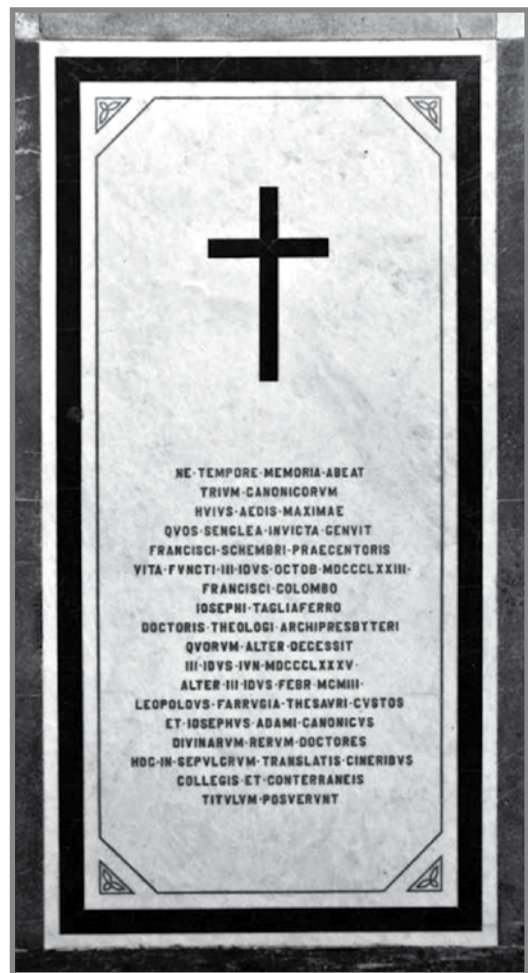 NE·TEMPORE·MEMORIA·ABEAT
TRIVM·CANONICORVM
HVIVS·AEDIS·MAXIMAE
QVOS·SENGLEA·INVICTA·GENVIT
FRANCISCI·SCHEMBRI·PRAECENTORIS
VITA·FVNCTI·III·IDVS·OCTOB·MDCCCLXXIII·
FRANCISCI·COLOMBO
IOSEPHI·TAGLIAFERRO
DOCTORIS·THEOLOGI·ARCHIPRESBYTERI
QVORVM·ALTER·DECESSIT
III·IDVS·IVN·MDCCCLXXXV·
ALTER·III·IDVS·FEBR·MCMIII·
LEOPOLDVS·FARRVGIA·THESAVRI·CVSTOS
ET·IOSEPHVS·ADAMI·CANONICVS
DIVINARVM·RERVM·DOCTORES
HOC·IN·SEPVLCRVM·TRANSLATIS·CINERIBVS
COLLEGIS·ET·CONTERRANEIS
TITVLVM·POSVERVNT